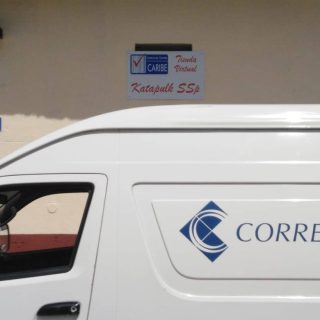 CARIBE
Tienda
Virtual
Katapulk SSp
CORRE